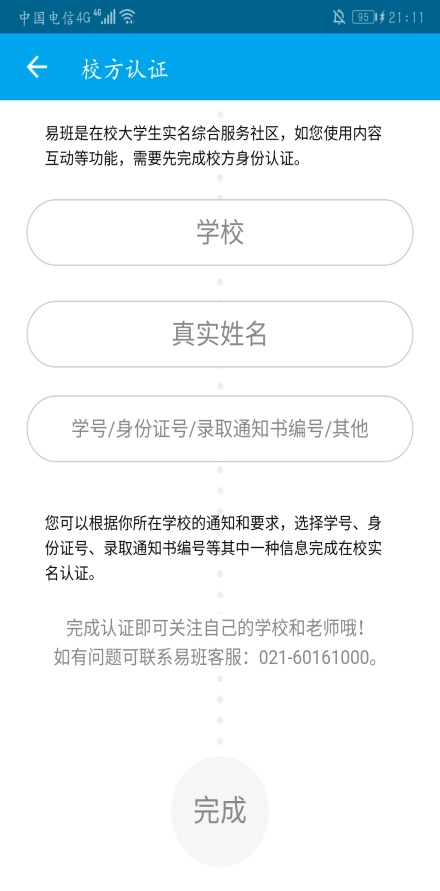 中国电信4G 4G 95 21:11
校方认证
易班是在校大学生实名综合服务社区，如您使用内容
互动等功能，需要先完成校方身份认证。
学校
真实姓名
学号/身份证号/录取通知书编号/其他
您可以根据你所在学校的通知和要求，选择学号、身
份证号、录取通知书编号等其中一种信息完成在校实
名认证。
完成认证即可关注自己的学校和老师哦！
如有问题可联系易班客服：021-60161000。
完成